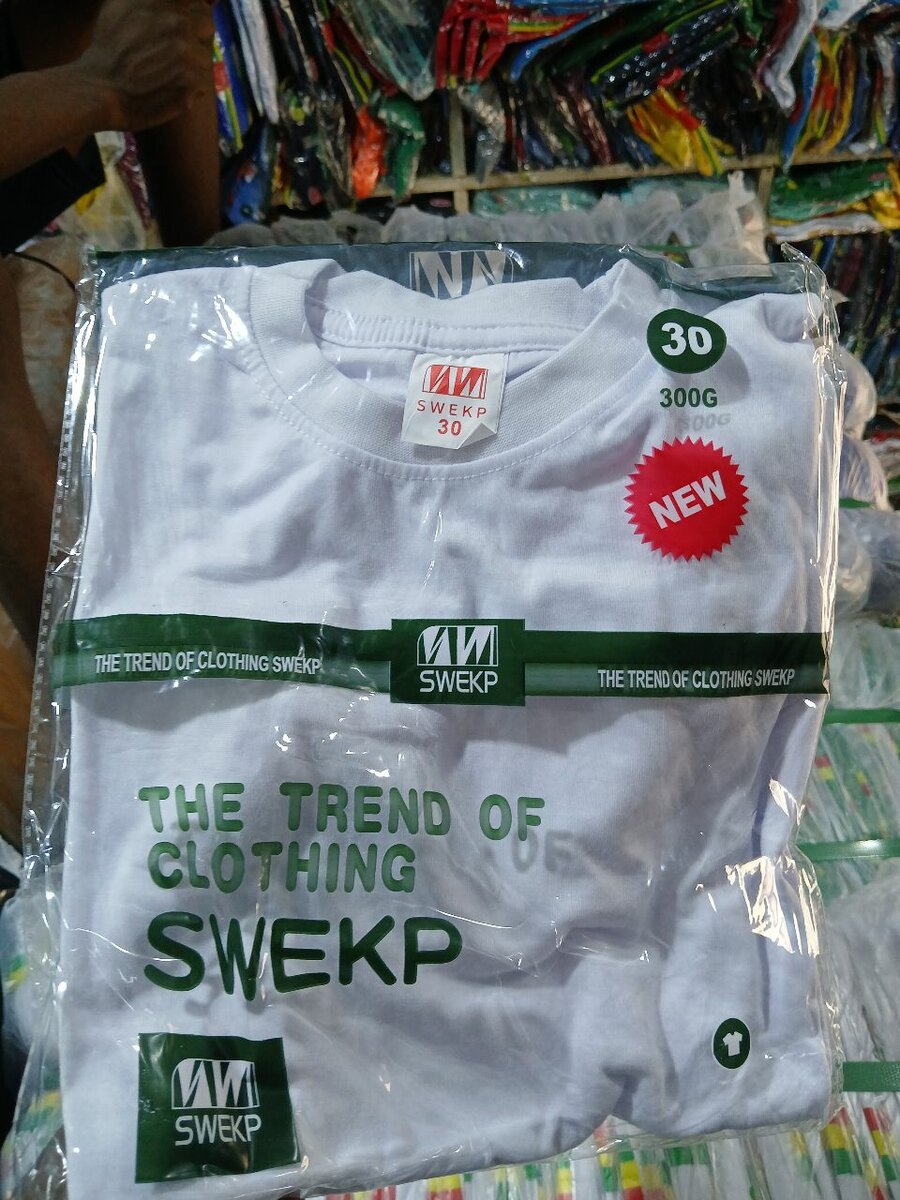 30
300G
SWEKP
30
NEW
THE TREND OF CLOTHING SWEKP
SWEKP
THE TREND OF CLOTHING SWEKP
THE TREND OF
CLOTHING
SWEKP
SWEKP